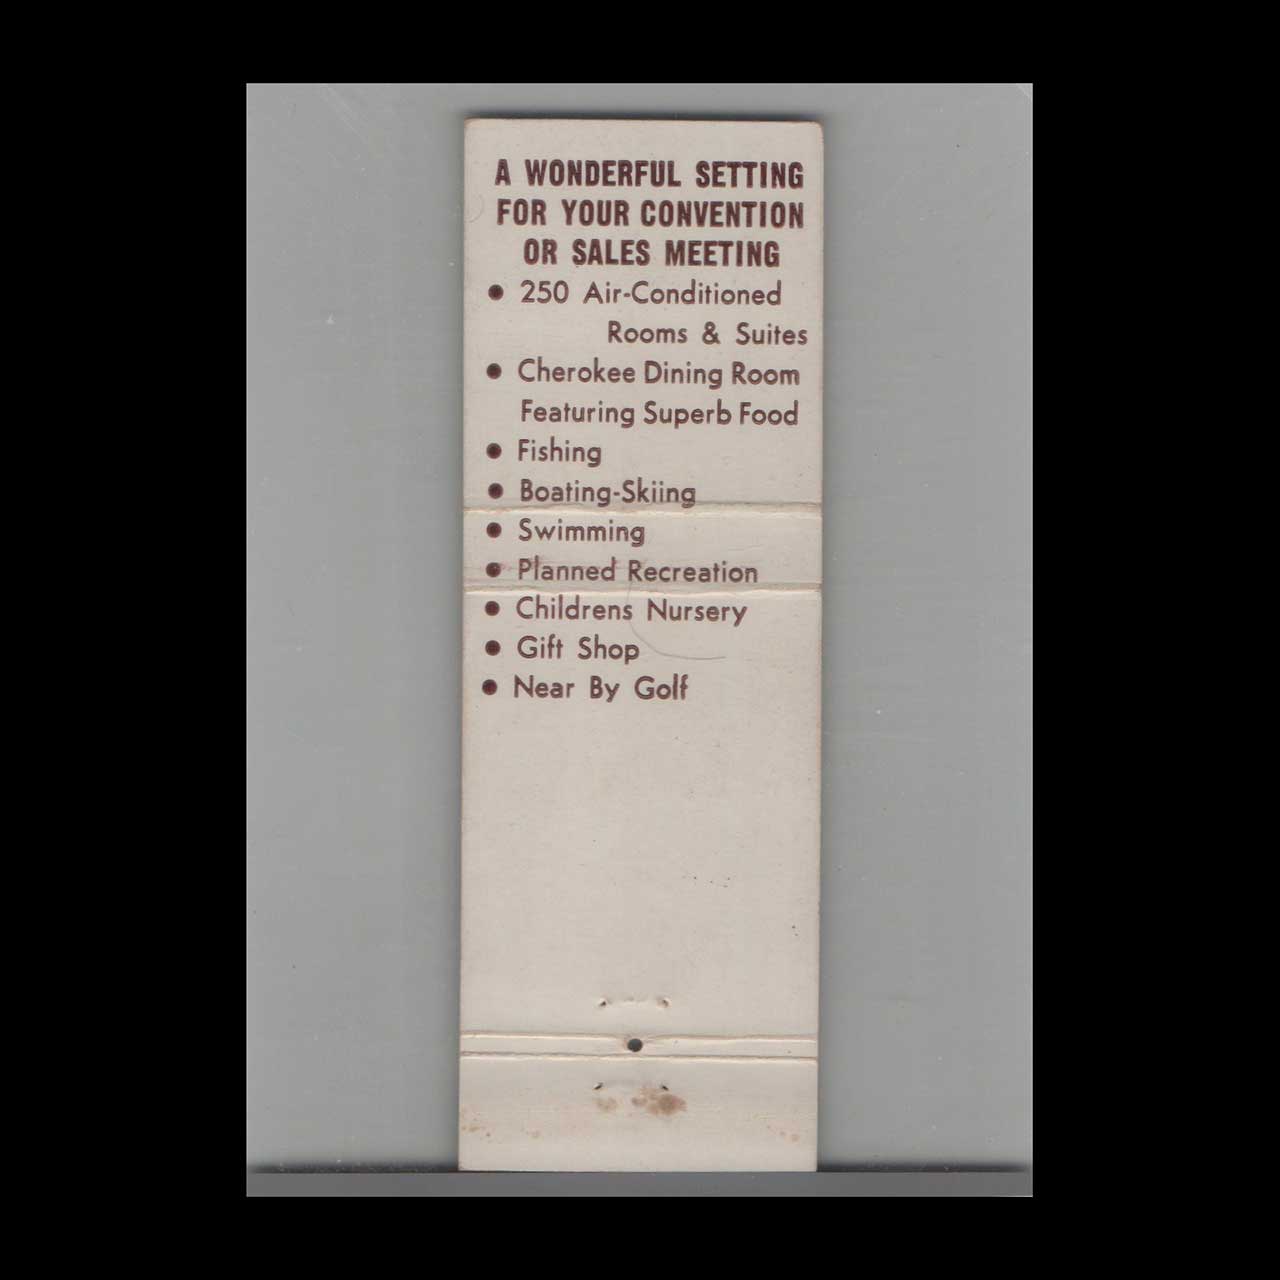 A WONDERFUL SETTING
FOR YOUR CONVENTION
OR SALES MEETING
• 250 Air-Conditioned
Rooms & Suites
• Cherokee Dining Room
Featuring Superb Food
• Fishing
• Boating-Skiing
• Swimming
• Planned Recreation
• Childrens Nursery
• Gift Shop
• Near By Golf